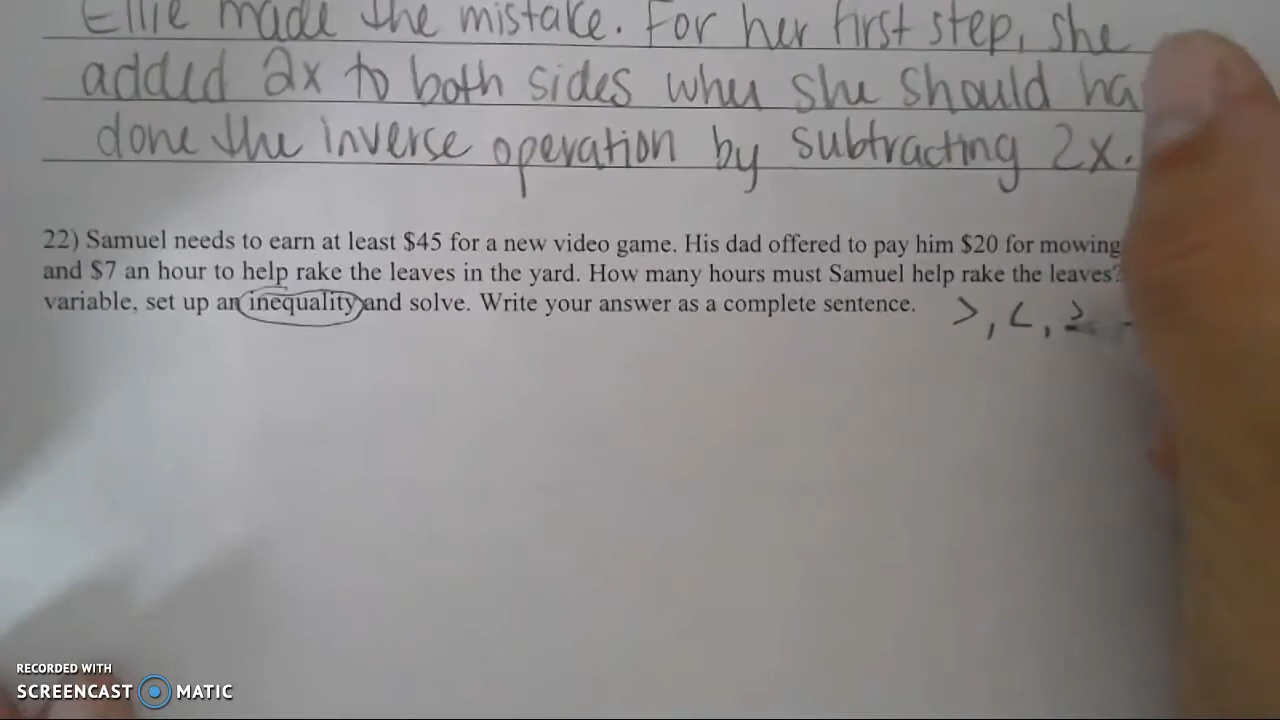 Ellie made the mistake. For her first step, she
added 2x to both sides when she should ha
done the inverse operation by subtracting 2x.
22) Samuel needs to earn at least $45 for a new video game. His dad offered to pay him $20 for mowing
and $7 an hour to help rake the leaves in the yard. How many hours must Samuel help rake the leaves?
variable, set up an inequality and solve. Write your answer as a complete sentence.
>, <, ≥
RECORDED WITH
SCREENCAST MATIC